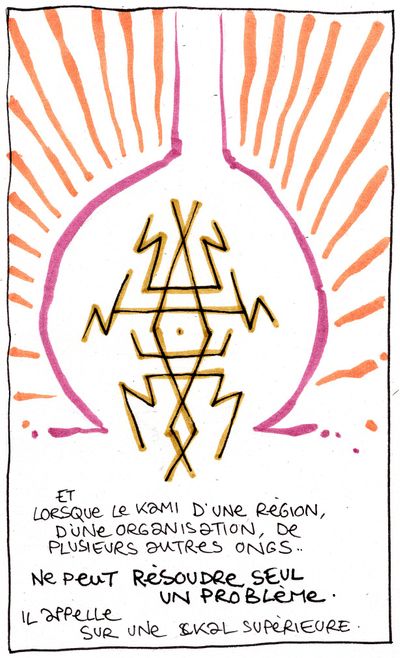 ET
LORSQUE LE KAMI D'UNE RÉGION,
D'UNE ORGANISATION, DE
PLUSIEURS AUTRES ONGS..
NE PEUT RÉSOUDRE SEUL
UN PROBLÈME.
IL APPELLE
SUR UNE SKAL SUPÉRIEURE.